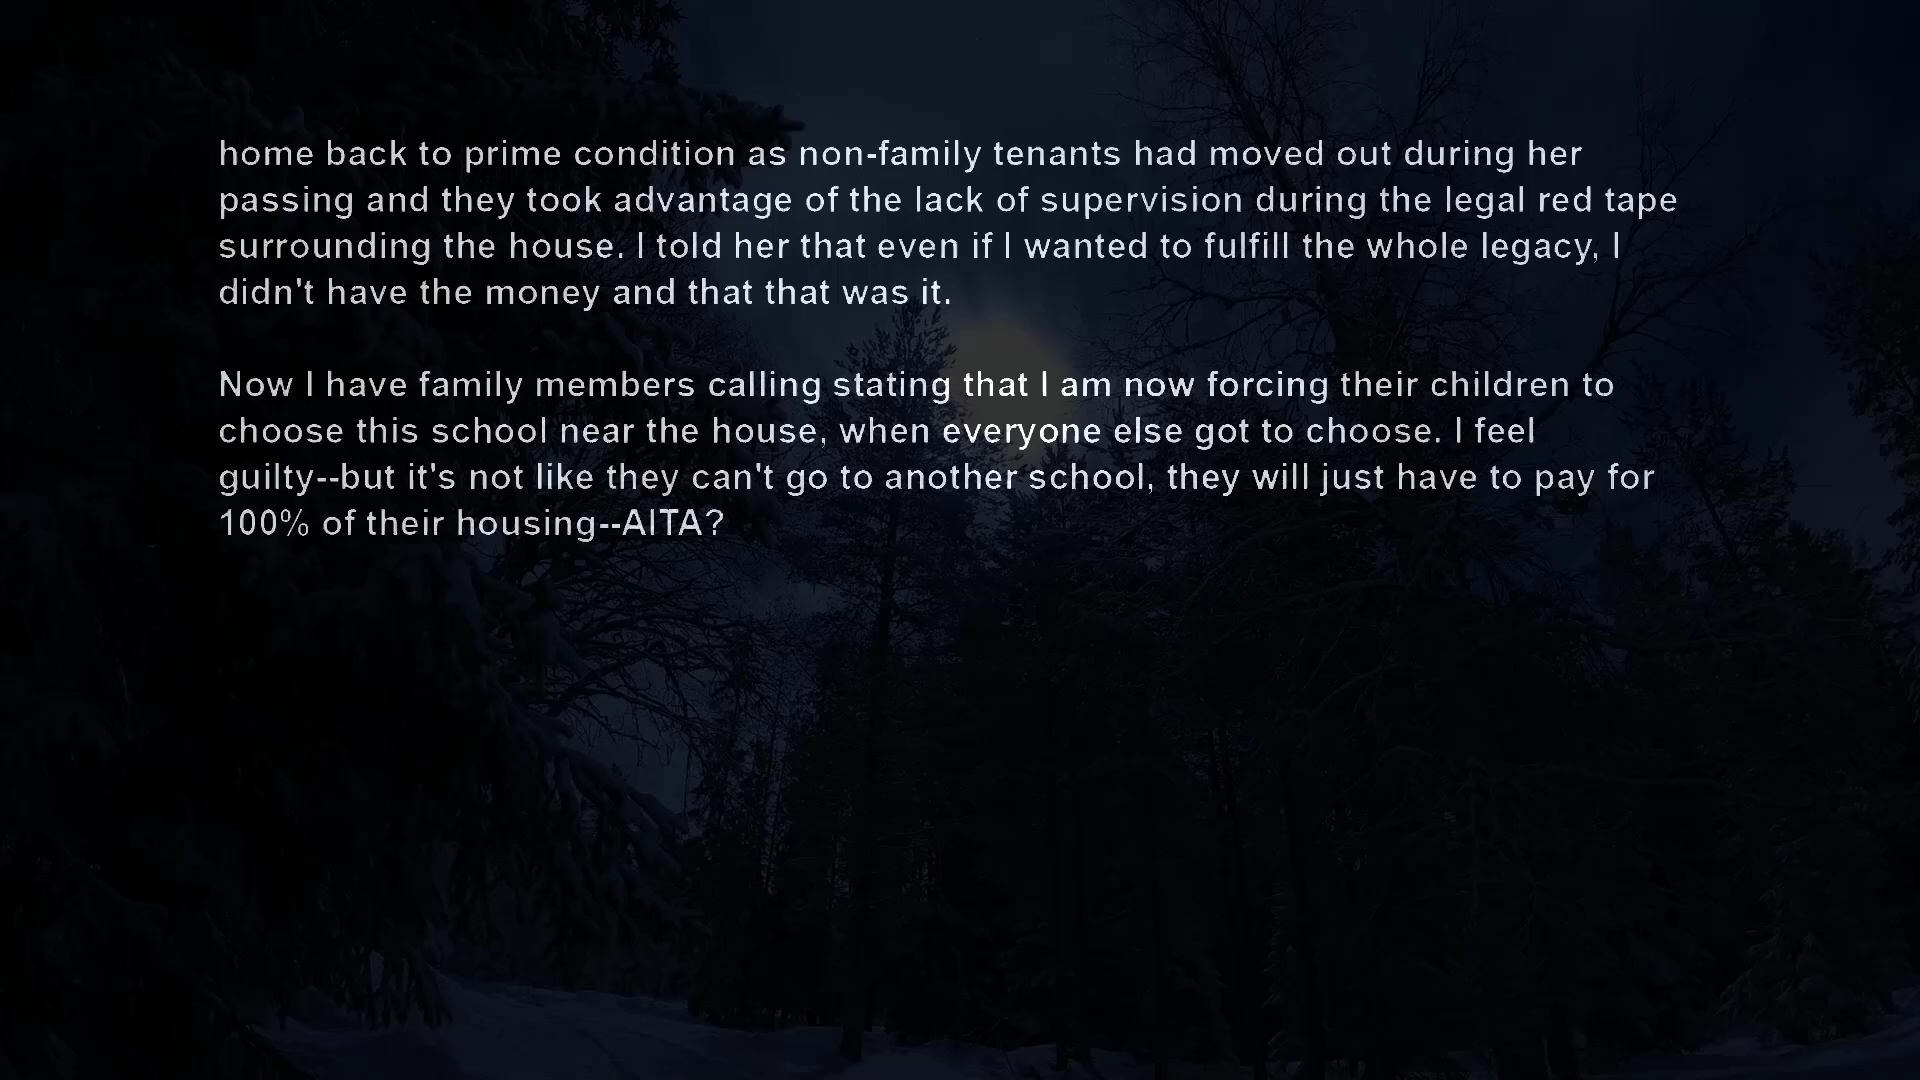 home back to prime condition as non-family tenants had moved out during her
passing and they took advantage of the lack of supervision during the legal red tape
surrounding the house. I told her that even if I wanted to fulfill the whole legacy, I
didn't have the money and that that was it.
Now I have family members calling stating that I am now forcing their children to
choose this school near the house, when everyone else got to choose. I feel
guilty--but it's not like they can't go to another school, they will just have to pay for
100% of their housing--AITA?